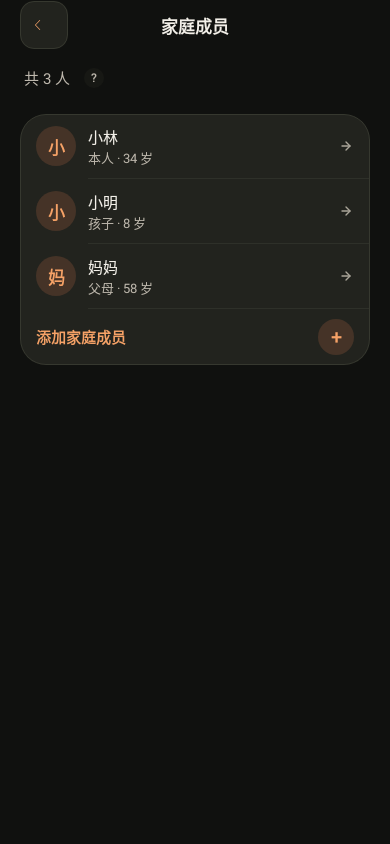 家庭成员
共 3 人 ?
小 小林
本人 · 34 岁
小 小明
孩子 · 8 岁
妈 妈妈
父母 · 58 岁
添加家庭成员 +